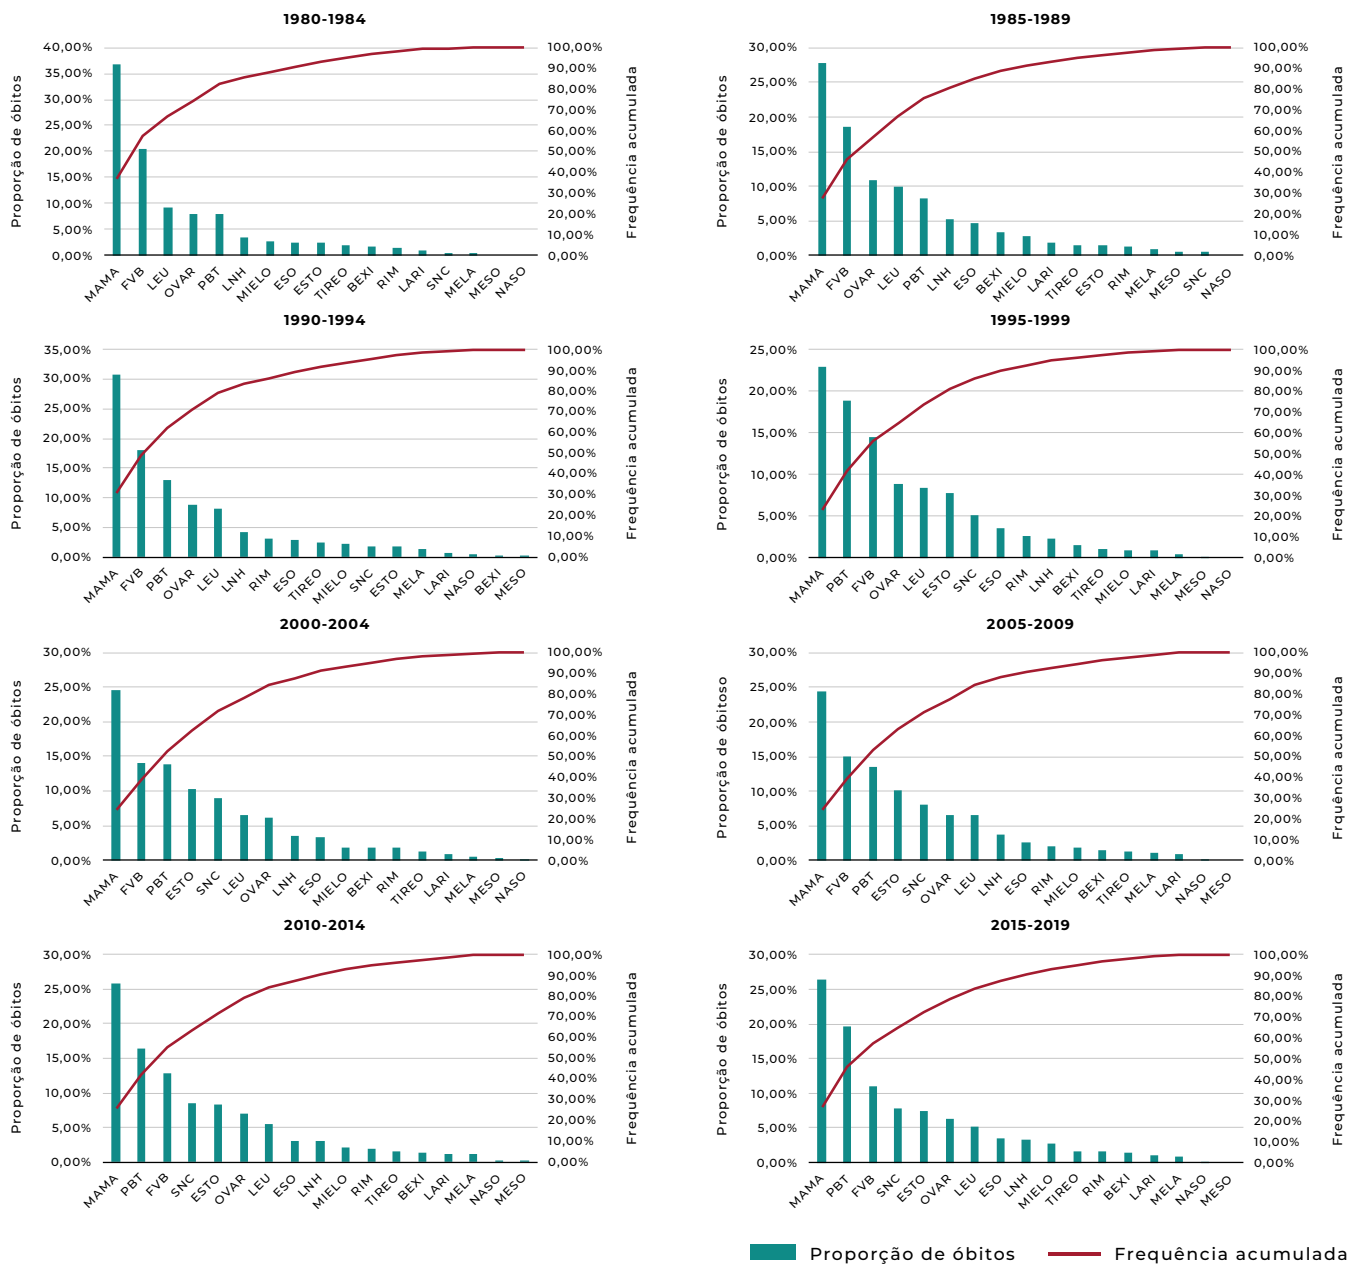 1980-1984
Proporção de óbitos
40,00%
35,00%
30,00%
25,00%
20,00%
15,00%
10,00%
5,00%
0,00%
100,00%
90,00%
80,00%
70,00%
60,00%
50,00%
40,00%
30,00%
20,00%
10,00%
0,00%
Frequência acumulada
MAMA
FVB
LEU
OVAR
PBT
LNH
MIELO
ESO
ESTO
TIREO
BEXI
RIM
LARI
SNC
MELA
MESO
NASO
1985-1989
Proporção de óbitos
30,00%
25,00%
20,00%
15,00%
10,00%
5,00%
0,00%
100,00%
90,00%
80,00%
70,00%
60,00%
50,00%
40,00%
30,00%
20,00%
10,00%
0,00%
Frequência acumulada
MAMA
FVB
OVAR
LEU
PBT
LNH
ESO
BEXI
MIELO
LARI
TIREO
ESTO
RIM
MELA
MESO
SNC
NASO
1990-1994
Proporção de óbitos
35,00%
30,00%
25,00%
20,00%
15,00%
10,00%
5,00%
0,00%
100,00%
90,00%
80,00%
70,00%
60,00%
50,00%
40,00%
30,00%
20,00%
10,00%
0,00%
Frequência acumulada
MAMA
FVB
PBT
OVAR
LEU
LNH
RIM
ESO
TIREO
MIELO
SNC
ESTO
MELA
LARI
NASO
BEXI
MESO
1995-1999
Proporção de óbitos
25,00%
20,00%
15,00%
10,00%
5,00%
0,00%
100,00%
90,00%
80,00%
70,00%
60,00%
50,00%
40,00%
30,00%
20,00%
10,00%
0,00%
Frequência acumulada
MAMA
PBT
FVB
OVAR
LEU
ESTO
SNC
ESO
RIM
LNH
BEXI
TIREO
MIELO
LARI
MELA
MESO
NASO
2000-2004
Proporção de óbitos
30,00%
25,00%
20,00%
15,00%
10,00%
5,00%
0,00%
100,00%
90,00%
80,00%
70,00%
60,00%
50,00%
40,00%
30,00%
20,00%
10,00%
0,00%
Frequência acumulada
MAMA
FVB
PBT
ESTO
SNC
LEU
OVAR
LNH
ESO
MIELO
BEXI
RIM
TIREO
LARI
MELA
MESO
NASO
2005-2009
Proporção de óbitoso
30,00%
25,00%
20,00%
15,00%
10,00%
5,00%
0,00%
100,00%
90,00%
80,00%
70,00%
60,00%
50,00%
40,00%
30,00%
20,00%
10,00%
0,00%
Frquência acumulada
MAMA
FVB
PBT
ESTO
SNC
OVAR
LEU
LNH
ESO
RIM
MIELO
BEXI
TIREO
MELA
LARI
NASO
MESO
2010-2014
Proporção de óbitos
30,00%
25,00%
20,00%
15,00%
10,00%
5,00%
0,00%
100,00%
90,00%
80,00%
70,00%
60,00%
50,00%
40,00%
30,00%
20,00%
10,00%
0,00%
Frequência acumulada
MAMA
PBT
FVB
SNC
ESTO
OVAR
LEU
ESO
LNH
MIELO
RIM
TIREO
BEXI
LARI
MELA
NASO
MESO
2015-2019
Proporção de óbitos
30,00%
25,00%
20,00%
15,00%
10,00%
5,00%
0,00%
100,00%
90,00%
80,00%
70,00%
60,00%
50,00%
40,00%
30,00%
20,00%
10,00%
0,00%
Frequência acumulada
MAMA
PBT
FVB
SNC
ESTO
OVAR
LEU
ESO
LNH
MIELO
TIREO
RIM
BEXI
LARI
MELA
NASO
MESO
Proporção de óbitos
Frequência acumulada